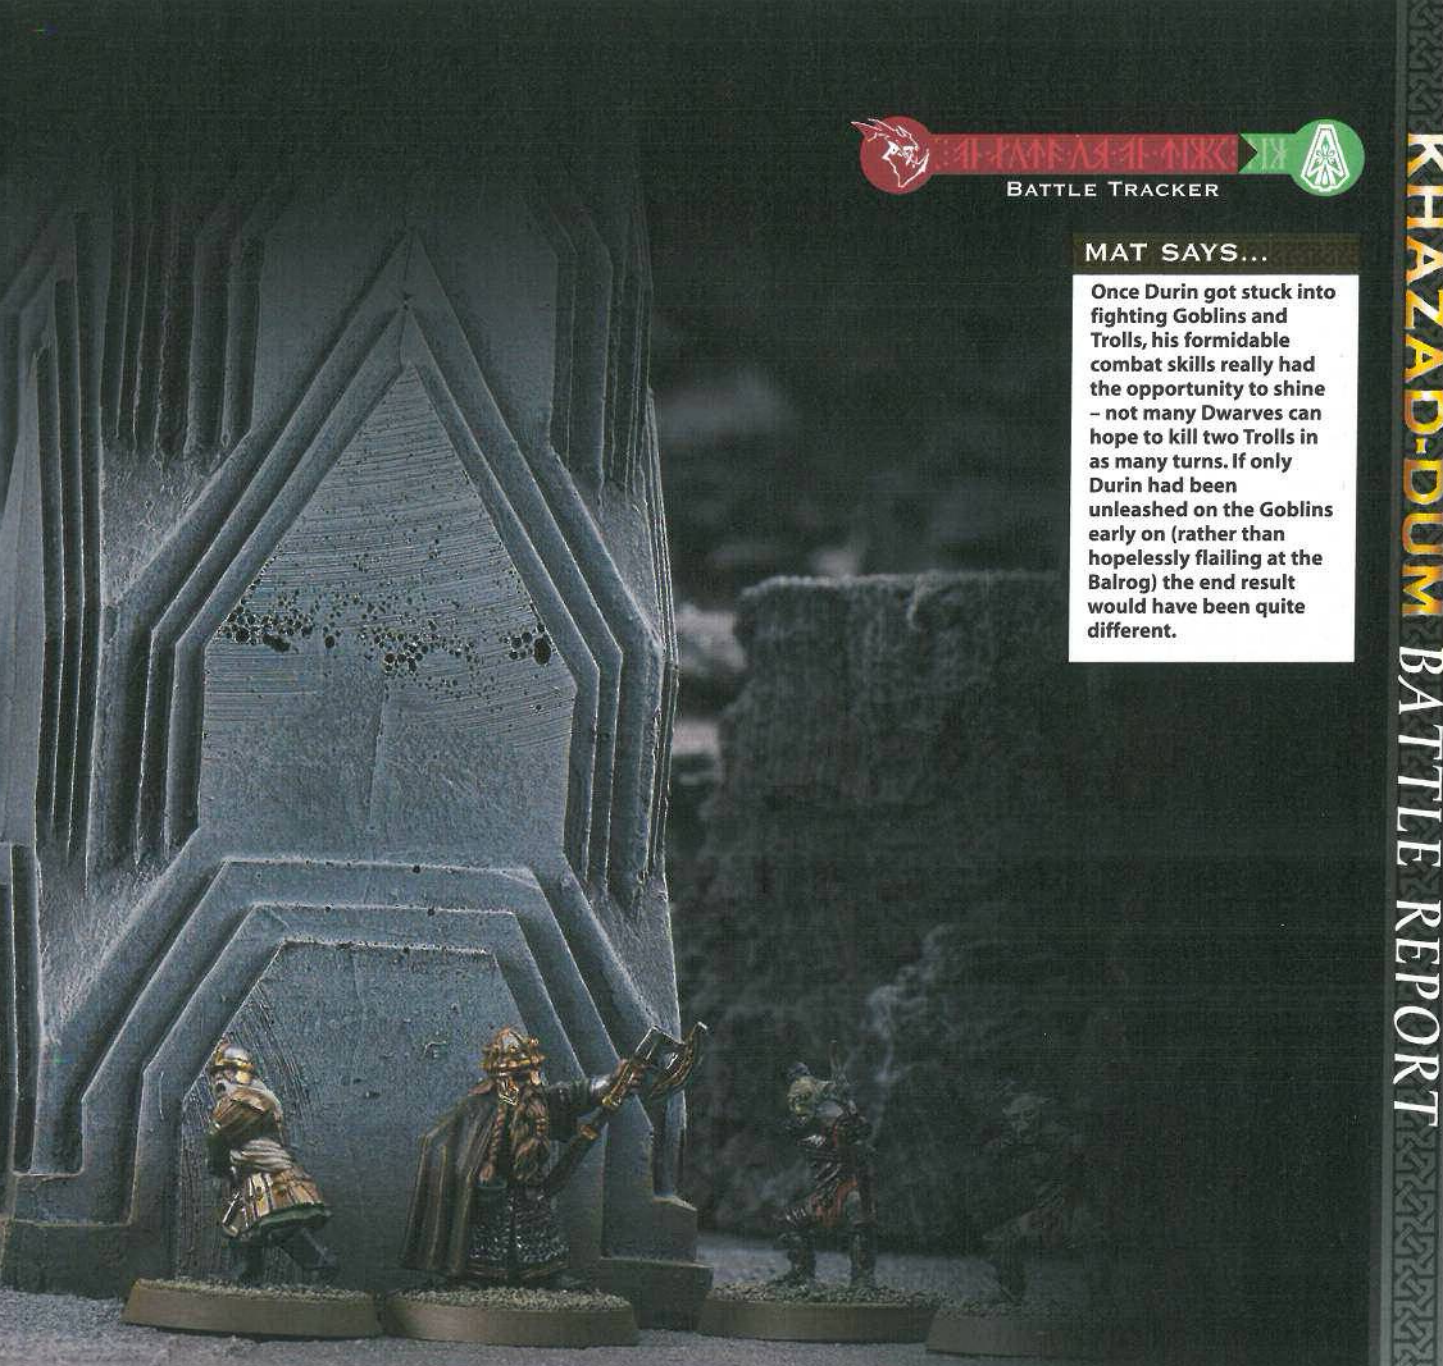 BATTLE TRACKER
MAT SAYS...
Once Durin got stuck into
fighting Goblins and
Trolls, his formidable
combat skills really had
the opportunity to shine
– not many Dwarves can
hope to kill two Trolls in
as many turns. If only
Durin had been
unleashed on the Goblins
early on (rather than
hopelessly flailing at the
Balrog) the end result
would have been quite
different.
KHAZAD-DUM BATTLE REPORT